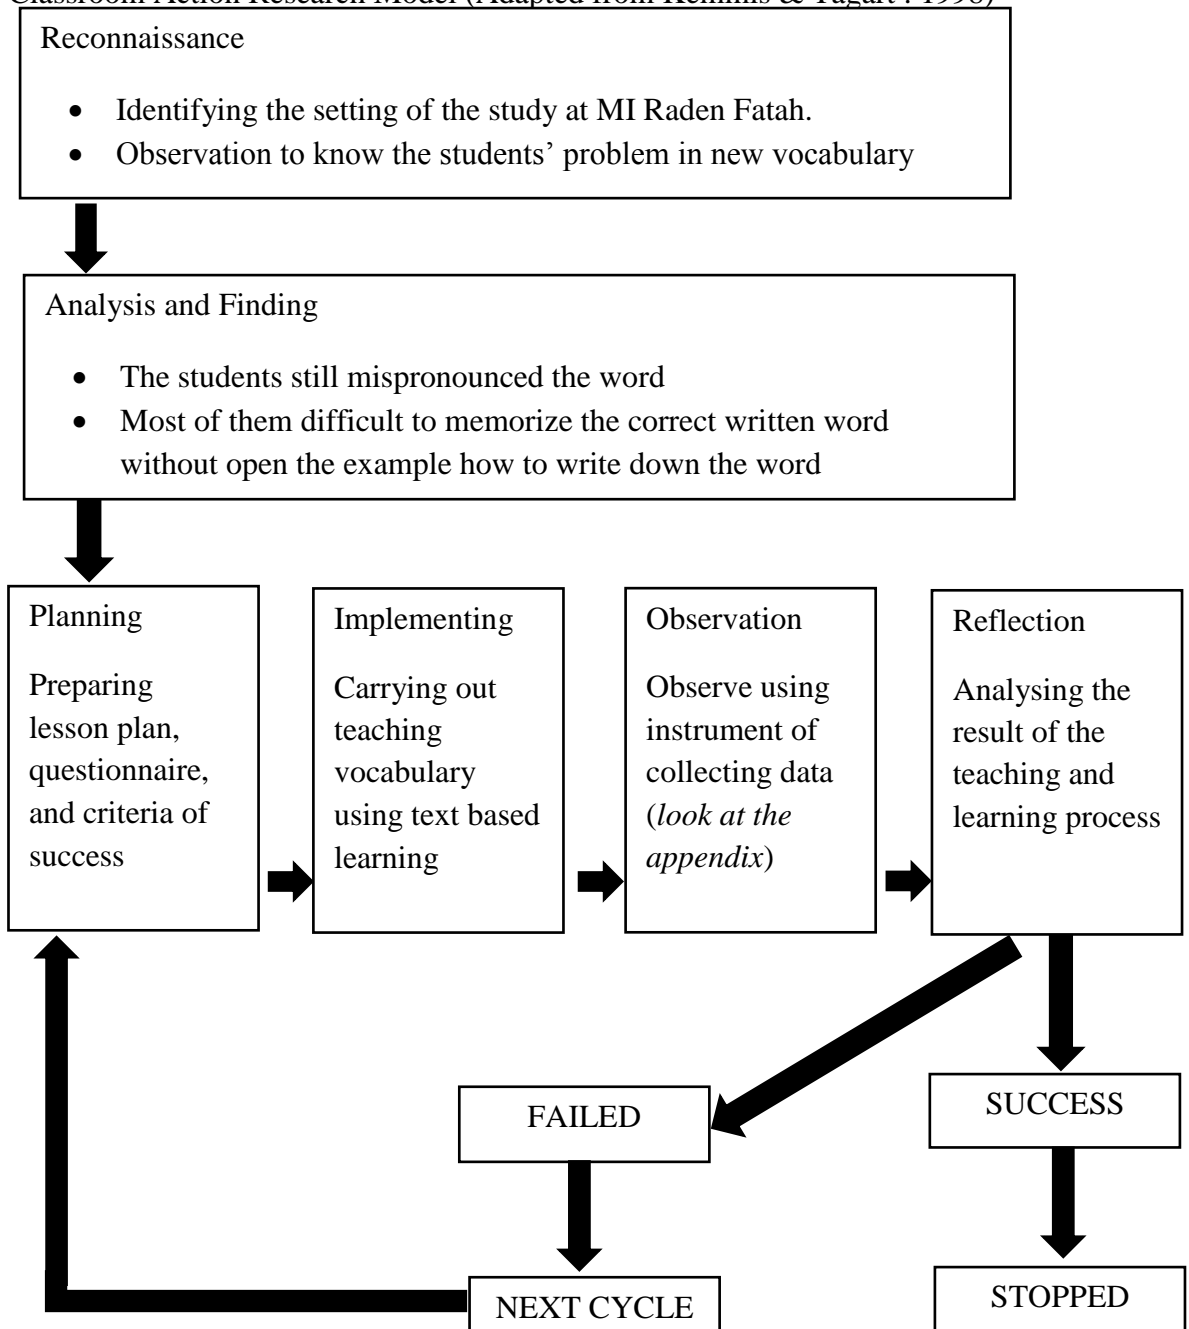 Classroom Action Research Model (Adapted from Kemmis & Tagart : 1998)
Reconnaissance
• Identifying the setting of the study at MI Raden Fatah.
• Observation to know the students’ problem in new vocabulary
Analysis and Finding
• The students still mispronounced the word
• Most of them difficult to memorize the correct written word
without open the example how to write down the word
Planning
Preparing
lesson plan,
questionnaire,
and criteria of
success
Implementing
Carrying out
teaching
vocabulary
using text based
learning
Observation
Observe using
instrument of
collecting data
(look at the
appendix)
Reflection
Analysing the
result of the
teaching and
learning process
FAILED
SUCCESS
NEXT CYCLE
STOPPED